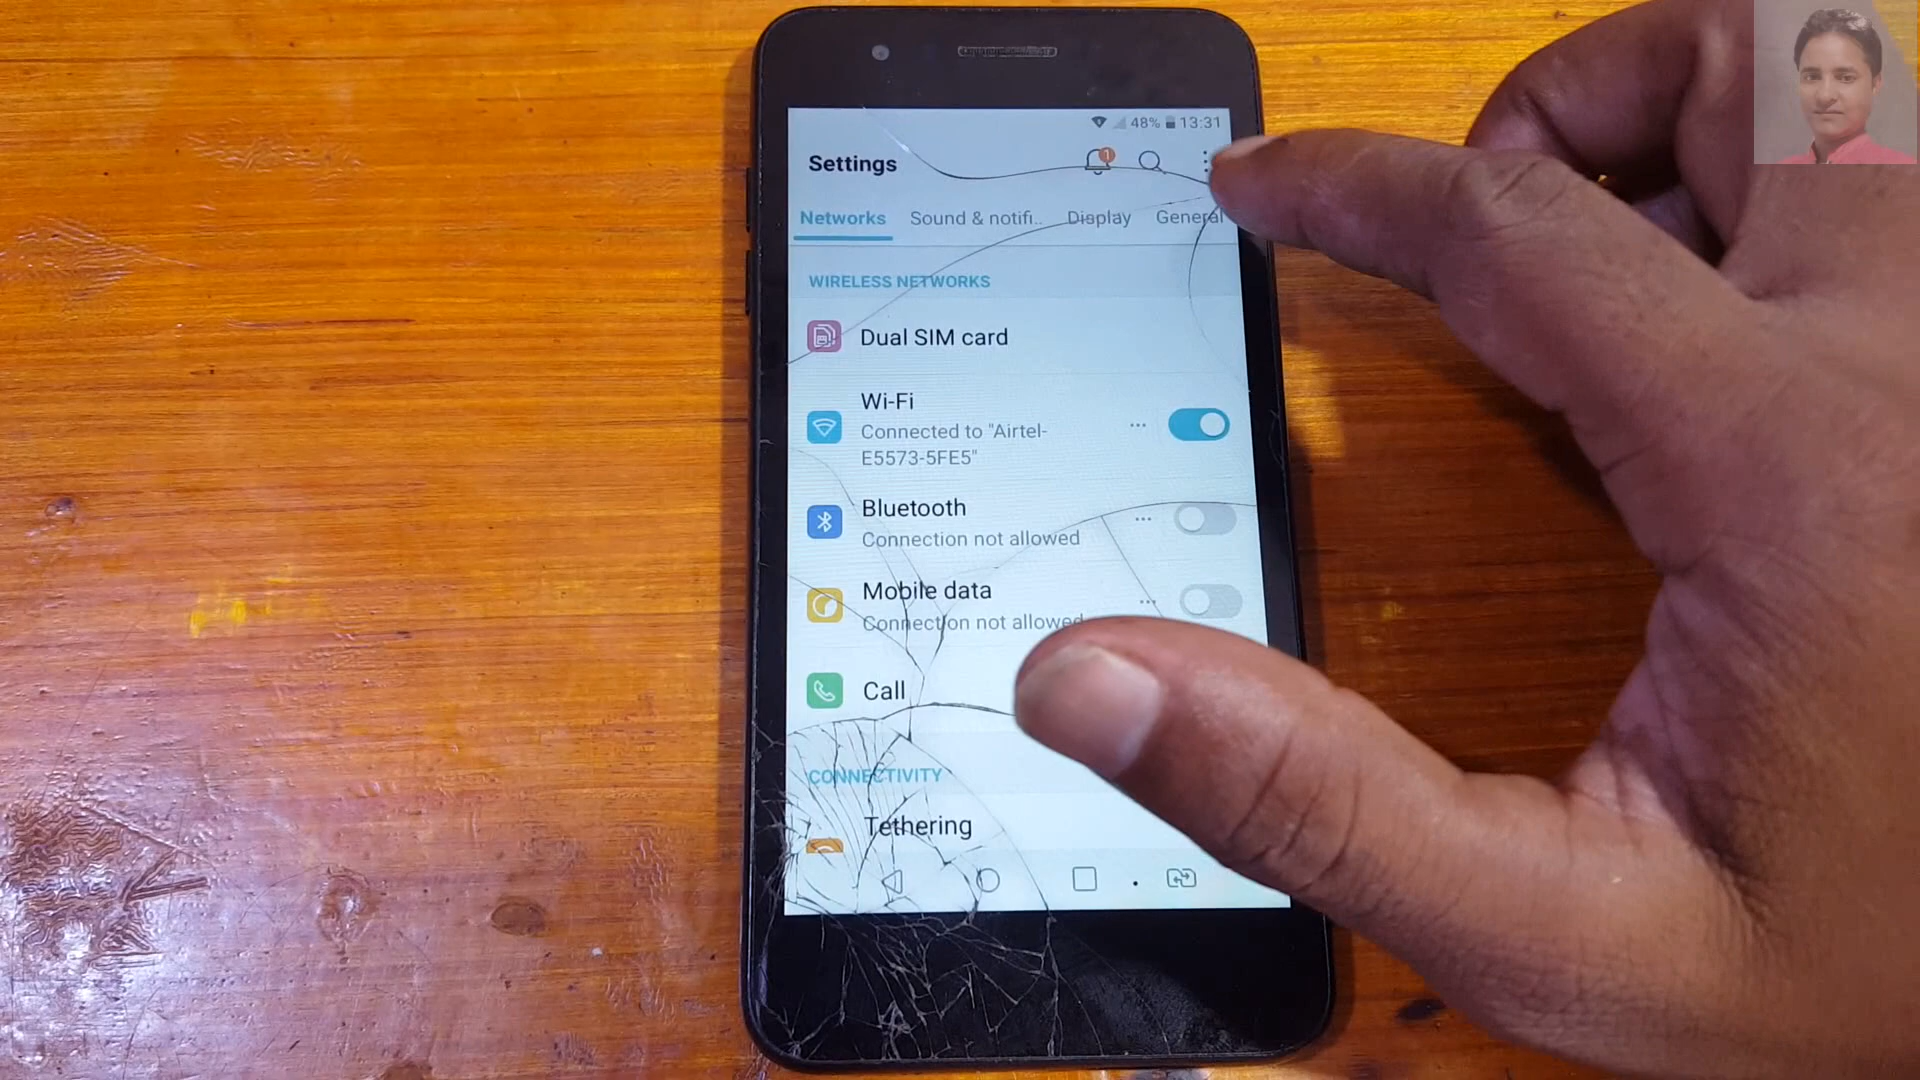 48% 13:31
Settings
1
Networks Sound & notifi.. Display General
WIRELESS NETWORKS
Dual SIM card
Wi-Fi
Connected to "Airtel-
E5573-5FE5"
Bluetooth
Connection not allowed
Mobile data
Connection not allowed
Call
CONNECTIVITY
Tethering